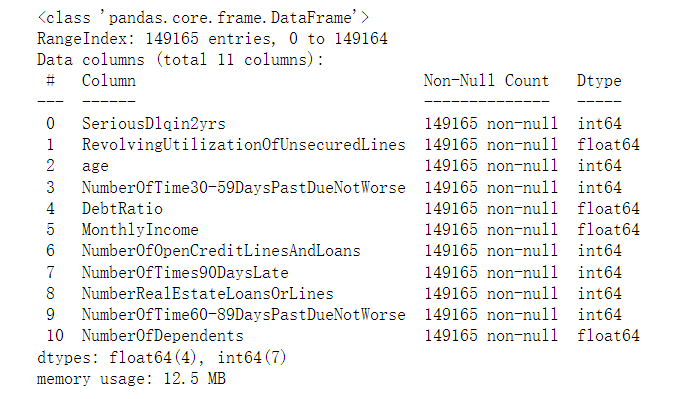 <class 'pandas.core.frame.DataFrame'>
RangeIndex: 149165 entries, 0 to 149164
Data columns (total 11 columns):
 #   Column                                Non-Null Count   Dtype
---  ------                                --------------   -----
 0   SeriousDlqin2yrs                      149165 non-null  int64
 1   RevolvingUtilizationOfUnsecuredLines  149165 non-null  float64
 2   age                                   149165 non-null  int64
 3   NumberOfTime30-59DaysPastDueNotWorse  149165 non-null  int64
 4   DebtRatio                             149165 non-null  float64
 5   MonthlyIncome                         149165 non-null  float64
 6   NumberOfOpenCreditLinesAndLoans       149165 non-null  int64
 7   NumberOfTimes90DaysLate               149165 non-null  int64
 8   NumberRealEstateLoansOrLines          149165 non-null  int64
 9   NumberOfTime60-89DaysPastDueNotWorse  149165 non-null  int64
 10  NumberOfDependents                    149165 non-null  float64
dtypes: float64(4), int64(7)
memory usage: 12.5 MB